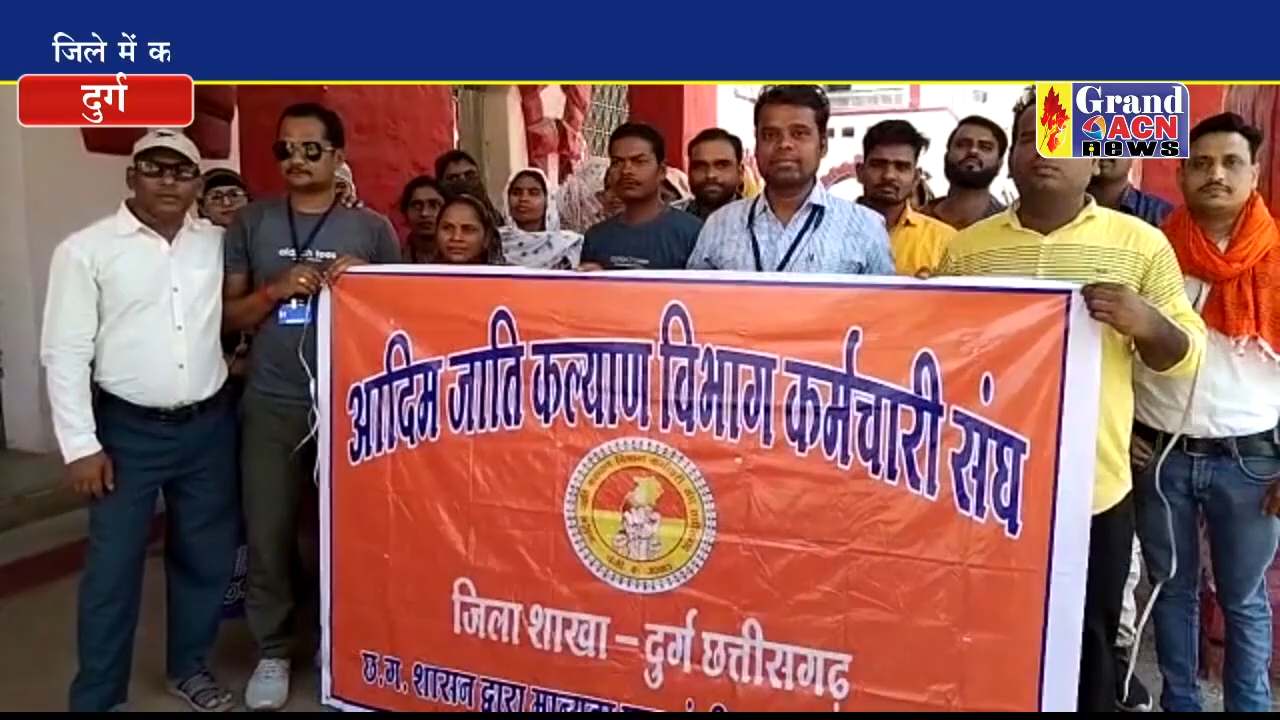 जिले में क
दुर्ग
Grand
ACN
news
आदिम जाति कल्याण विभाग कर्मचारी संघ
जिला शाखा – दुर्ग छत्तीसगढ़
छ.ग. शासन द्वारा